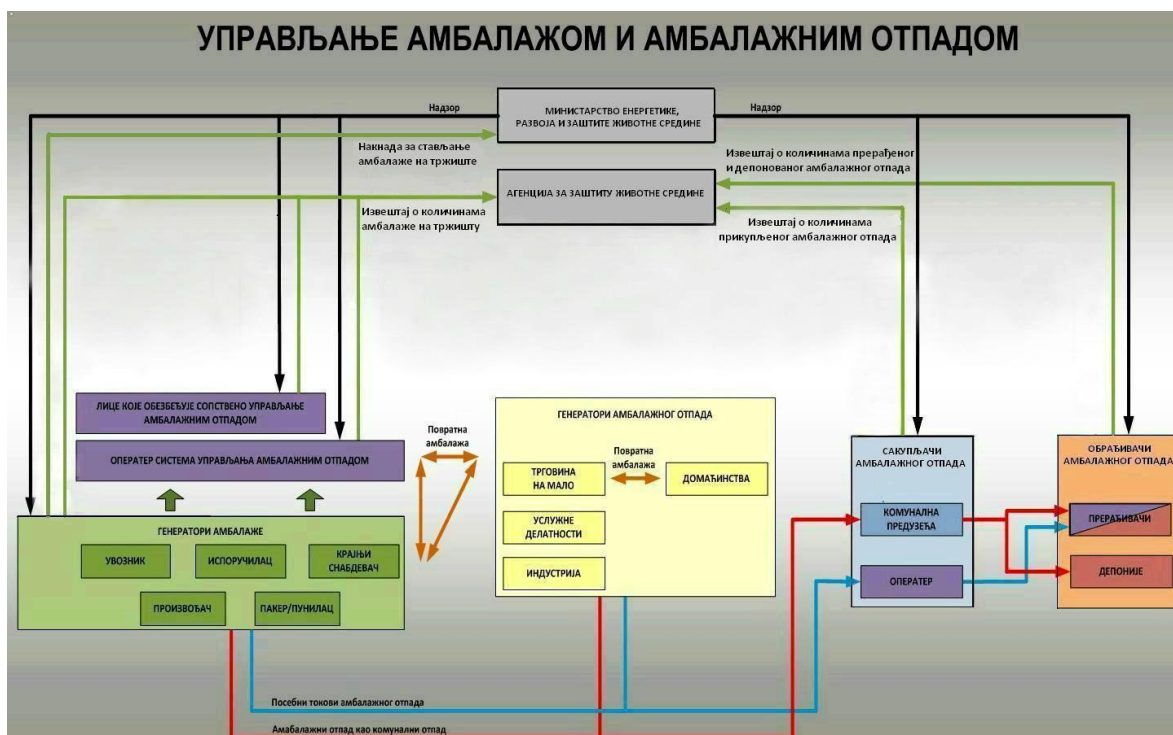 УПРАВЉАЊЕ АМБАЛАЖОМ И АМБАЛАЖНИМ ОТПАДОМ
Надзор
МИНИСТАРСТВО ЕНЕРГЕТИКЕ,
РАЗВОЈА И ЗАШТИТЕ ЖИВОТНЕ СРЕДИНЕ
Надзор
Накнада за стављање
амбалаже на тржиште
Извештај о количинама прерађеног
и депонованог амбалажног отпада
АГЕНЦИЈА ЗА ЗАШТИТУ ЖИВОТНЕ СРЕДИНЕ
Извештај о количинама
амбалаже на тржишту
Извештај о количинама
прикупљеног амбалажног отпада
ЛИЦЕ КОЈЕ ОБЕЗБЕЂУЈЕ СОПСТВЕНО УПРАВЉАЊЕ
АМБАЛАЖНИМ ОТПАДОМ
ОПЕРАТЕР СИСТЕМА УПРАВЉАЊА АМБАЛАЖНИМ ОТПАДОМ
Повратна
амбалажа
ГЕНЕРАТОРИ АМБАЛАЖЕ
УВОЗНИК
ИСПОРУЧИЛАЦ
КРАЈЊИ
СНАБДЕВАЧ
ПРОИЗВОЂАЧ
ПАКЕР/ПУНИЛАЦ
ГЕНЕРАТОРИ АМБАЛАЖНОГ ОТПАДА
ТРГОВИНА
НА МАЛО
Повратна
амбалажа
ДОМАЋИНСТВА
УСЛУЖНЕ
ДЕЛАТНОСТИ
ИНДУСТРИЈА
САКУПЉАЧИ
АМБАЛАЖНОГ ОТПАДА
КОМУНАЛНА
ПРЕДУЗЕЋА
ОПЕРАТЕР
ОБРАЂИВАЧИ
АМБАЛАЖНОГ ОТПАДА
ПРЕРАЂИВАЧИ
ДЕПОНИЈЕ
Посебни токови амбалажног отпада
Амабалажни отпад као комунални отпад